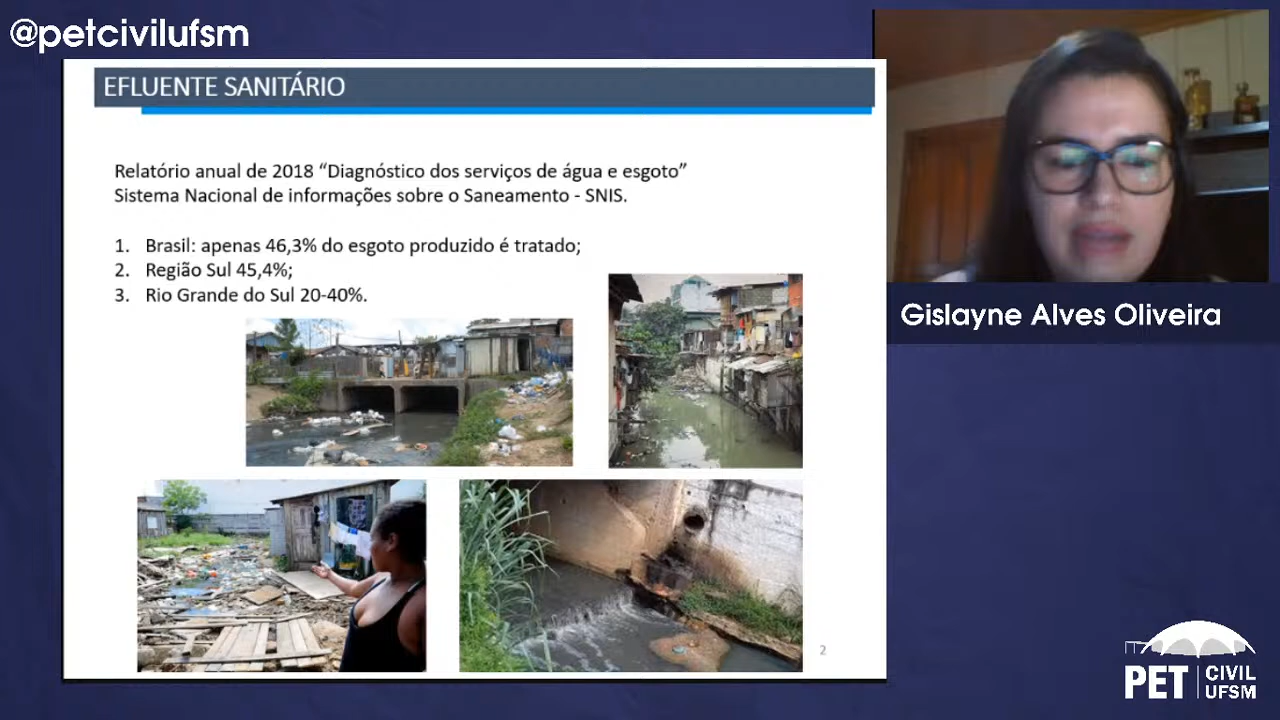 @petcivilufsm
EFLUENTE SANITÁRIO
Relatório anual de 2018 “Diagnóstico dos serviços de água e esgoto”
Sistema Nacional de informações sobre o Saneamento - SNIS.
1. Brasil: apenas 46,3% do esgoto produzido é tratado;
2. Região Sul 45,4%;
3. Rio Grande do Sul 20-40%.
2
Gislayne Alves Oliveira
PET
CIVIL
UFSM